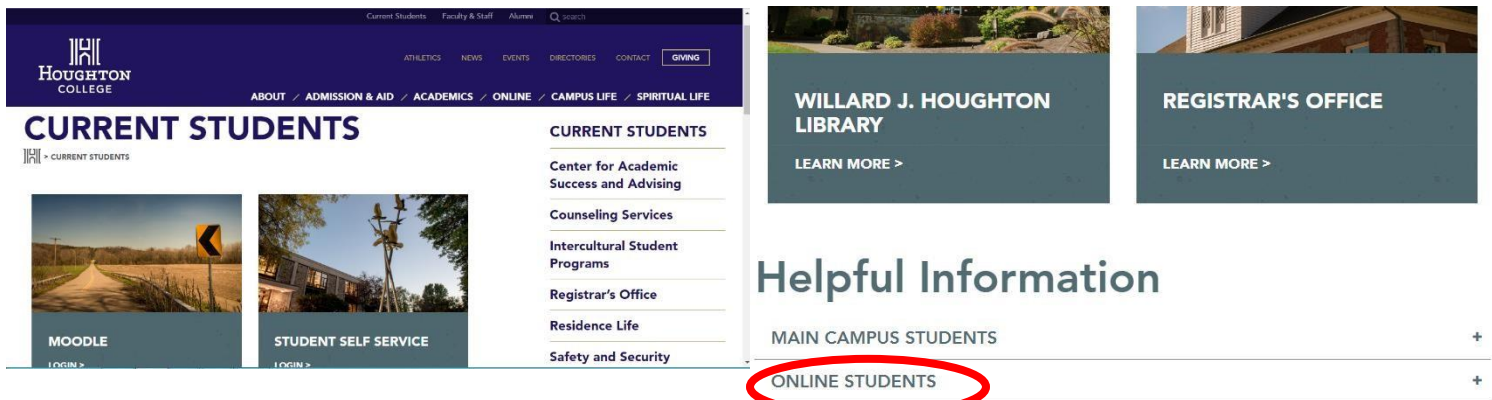 Current Students Faculty & Staff Alumni search
HOUGHTON
COLLEGE
ATHLETICS NEWS EVENTS DIRECTORIES CONTACT GIVING
ABOUT / ADMISSION & AID / ACADEMICS / ONLINE / CAMPUS LIFE / SPIRITUAL LIFE
CURRENT STUDENTS
> CURRENT STUDENTS
MOODLE
LOGIN >
STUDENT SELF SERVICE
LOGIN >
CURRENT STUDENTS
Center for Academic
Success and Advising
Counseling Services
Intercultural Student
Programs
Registrar's Office
Residence Life
Safety and Security
WILLARD J. HOUGHTON
LIBRARY
LEARN MORE >
REGISTRAR'S OFFICE
LEARN MORE >
Helpful Information
MAIN CAMPUS STUDENTS +
ONLINE STUDENTS +